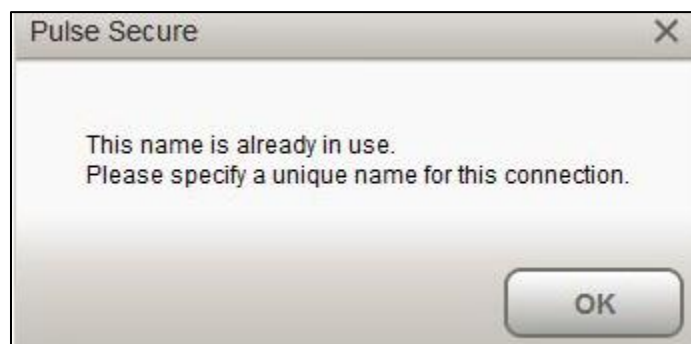 Pulse Secure
This name is already in use.
Please specify a unique name for this connection.
OK